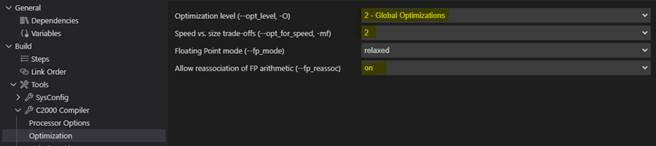 General
Dependencies
Variables
Build
Steps
Link Order
Tools
SysConfig
C2000 Compiler
Processor Options
Optimization
Optimization level (--opt_level, -O) 2 - Global Optimizations
Speed vs. size trade-offs (--opt_for_speed, -mf) 2
Floating Point mode (--fp_mode) relaxed
Allow reassociation of FP arithmetic (--fp_reassoc) on